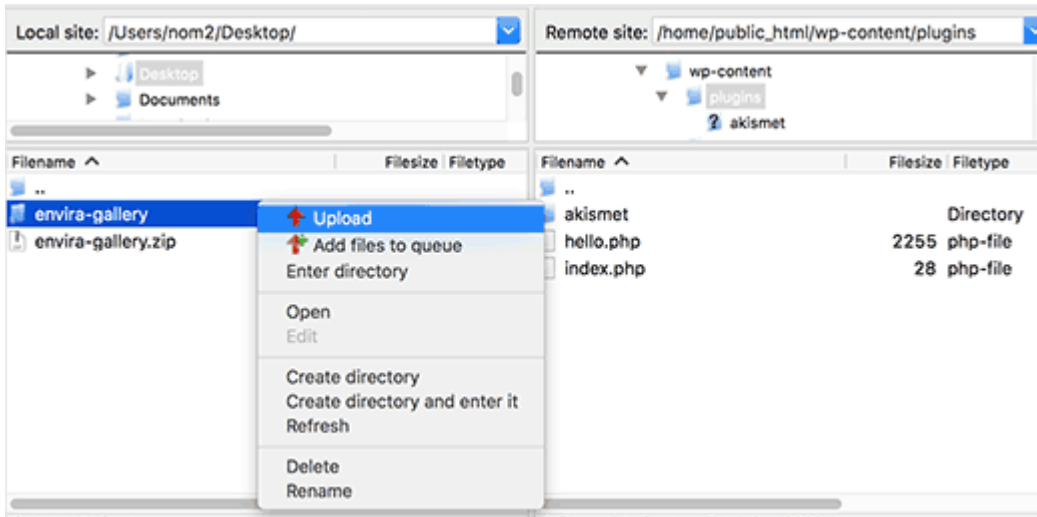 Local site: /Users/nom2/Desktop/
Desktop
Documents
Filename Filesize Filetype
..
envira-gallery
envira-gallery.zip
Upload
Add files to queue
Enter directory
Open
Edit
Create directory
Create directory and enter it
Refresh
Delete
Rename
Remote site: /home/public_html/wp-content/plugins
wp-content
plugins
? akismet
Filename Filesize Filetype
..
akismet Directory
hello.php 2255 php-file
index.php 28 php-file